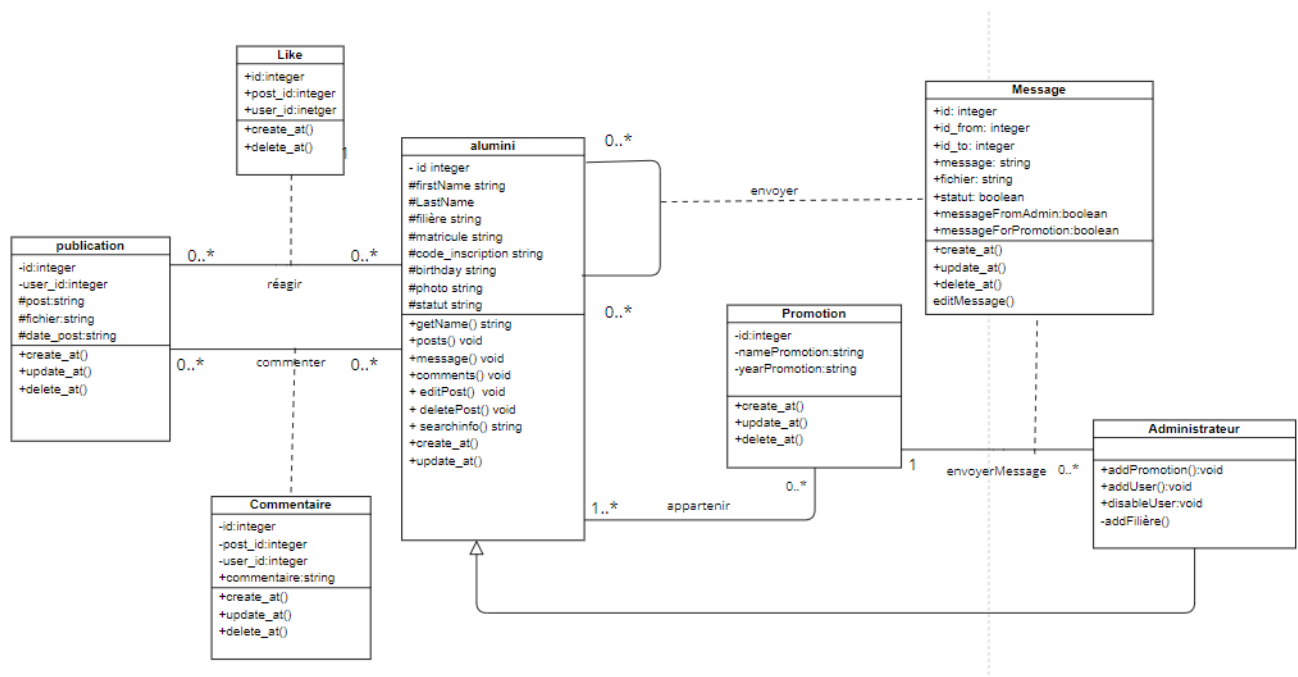 Like
+id:integer
+post_id:integer
+user_id:inetger
+create_at()
+delete_at()
1
alumini
- id integer
#firstName string
#LastName
#filière string
#matricule string
#code_inscription string
#birthday string
#photo string
#statut string
+getName() string
+posts() void
+message() void
+comments() void
+ editPost() void
+ deletePost() void
+ searchinfo() string
+create_at()
+update_at()
0..*
0..*
envoyer
Message
+id: integer
+id_from: integer
+id_to: integer
+message: string
+fichier: string
+statut: boolean
+messageFromAdmin:boolean
+messageForPromotion:boolean
+create_at()
+update_at()
+delete_at()
editMessage()
publication
-id:integer
-user_id:integer
#post:string
#fichier:string
#date_post:string
+create_at()
+update_at()
+delete_at()
0..*
0..*
réagir
0..*
commenter
0..*
Promotion
-id:integer
-namePromotion:string
-yearPromotion:string
+create_at()
+update_at()
+delete_at()
1
envoyerMessage
0..*
Administrateur
+addPromotion():void
+addUser():void
+disableUser:void
-addFilière()
0..*
1..*
appartenir
Commentaire
-id:integer
-post_id:integer
-user_id:integer
+commentaire:string
+create_at()
+update_at()
+delete_at()